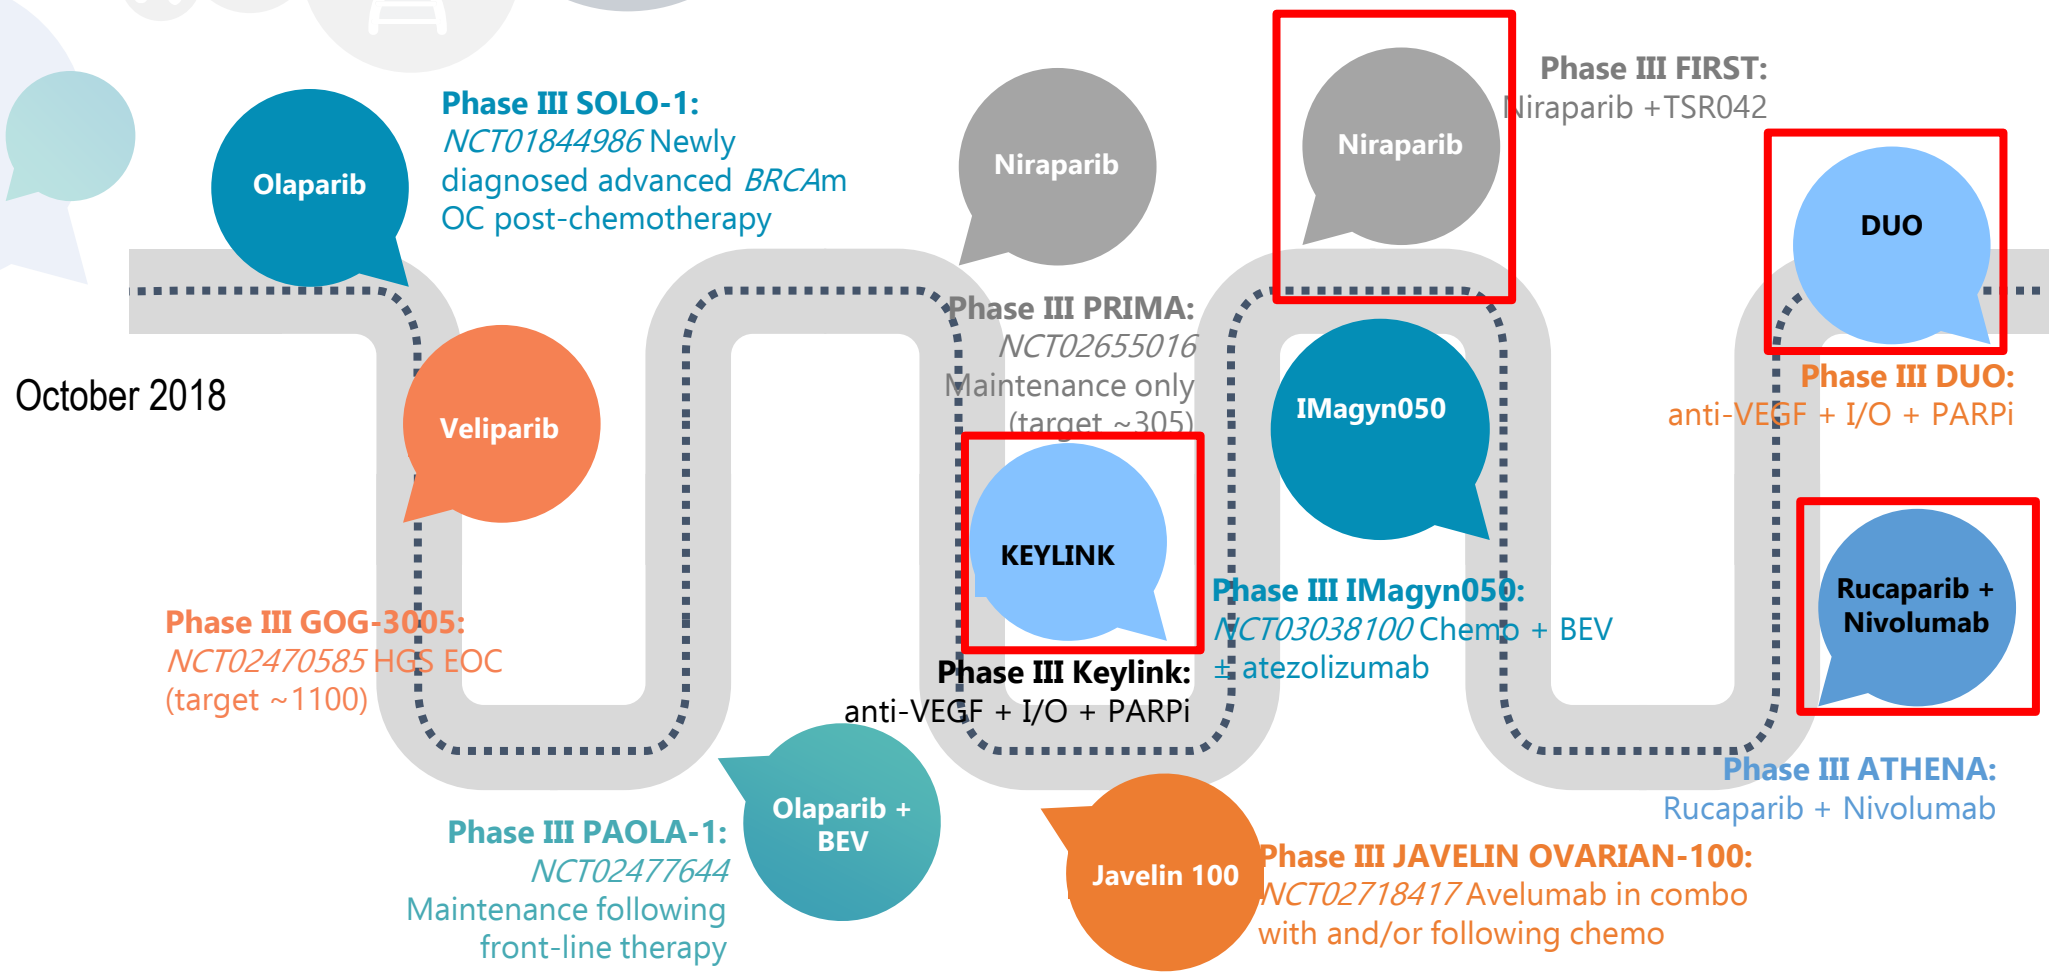 Olaparib
Phase III SOLO-1:
NCT01844986 Newly
diagnosed advanced BRCAm
OC post-chemotherapy
October 2018
Veliparib
Phase III GOG-3005:
NCT02470585 HGS EOC
(target ~1100)
Olaparib +
BEV
Phase III PAOLA-1:
NCT02477644
Maintenance following
front-line therapy
Niraparib
Phase III PRIMA:
NCT02655016
Maintenance only
(target ~305)
KEYLINK
Phase III Keylink:
anti-VEGF + I/O + PARPi
Javelin 100
Phase III JAVELIN OVARIAN-100:
NCT02718417 Avelumab in combo
with and/or following chemo
Niraparib
Phase III FIRST:
Niraparib +TSR042
IMagyn050
Phase III IMagyn050:
NCT03038100 Chemo + BEV
± atezolizumab
DUO
Phase III DUO:
anti-VEGF + I/O + PARPi
Rucaparib +
Nivolumab
Phase III ATHENA:
Rucaparib + Nivolumab